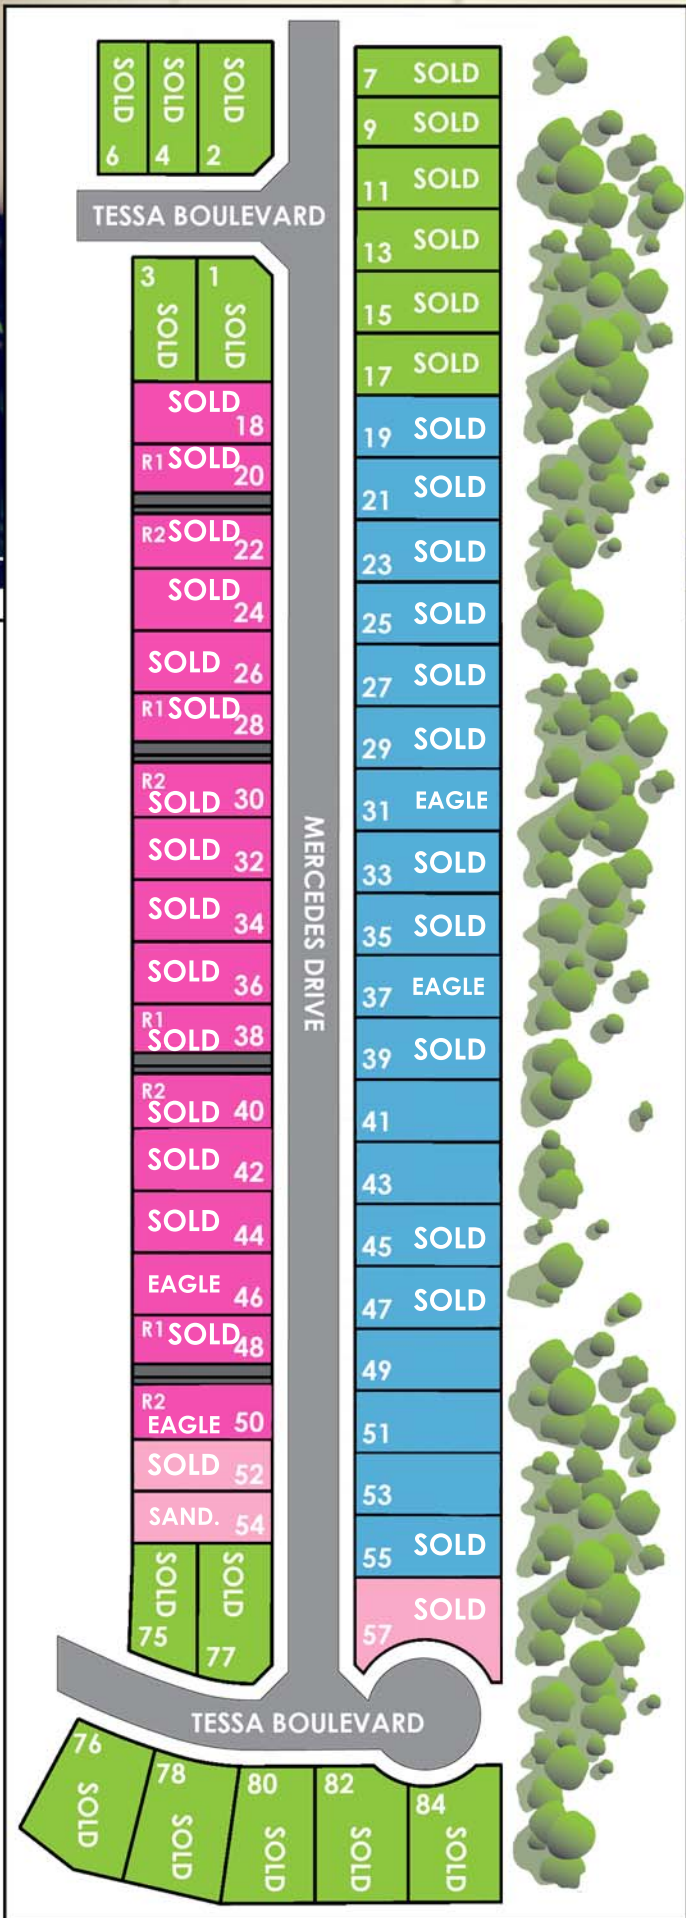 SOLD 6
SOLD 4
SOLD 2
TESSA BOULEVARD
3 SOLD
1 SOLD
SOLD 18
R1 SOLD 20
R2 SOLD 22
SOLD 24
SOLD 26
R1 SOLD 28
R2 SOLD 30
SOLD 32
SOLD 34
SOLD 36
R1 SOLD 38
R2 SOLD 40
SOLD 42
SOLD 44
EAGLE 46
R1 SOLD 48
R2 EAGLE 50
SOLD 52
SAND. 54
SOLD 75
SOLD 77
MERCEDES DRIVE
7 SOLD
9 SOLD
11 SOLD
13 SOLD
15 SOLD
17 SOLD
19 SOLD
21 SOLD
23 SOLD
25 SOLD
27 SOLD
29 SOLD
31 EAGLE
33 SOLD
35 SOLD
37 EAGLE
39 SOLD
41
43
45 SOLD
47 SOLD
49
51
53
55 SOLD
57 SOLD
TESSA BOULEVARD
76 SOLD
78 SOLD
80 SOLD
82 SOLD
84 SOLD